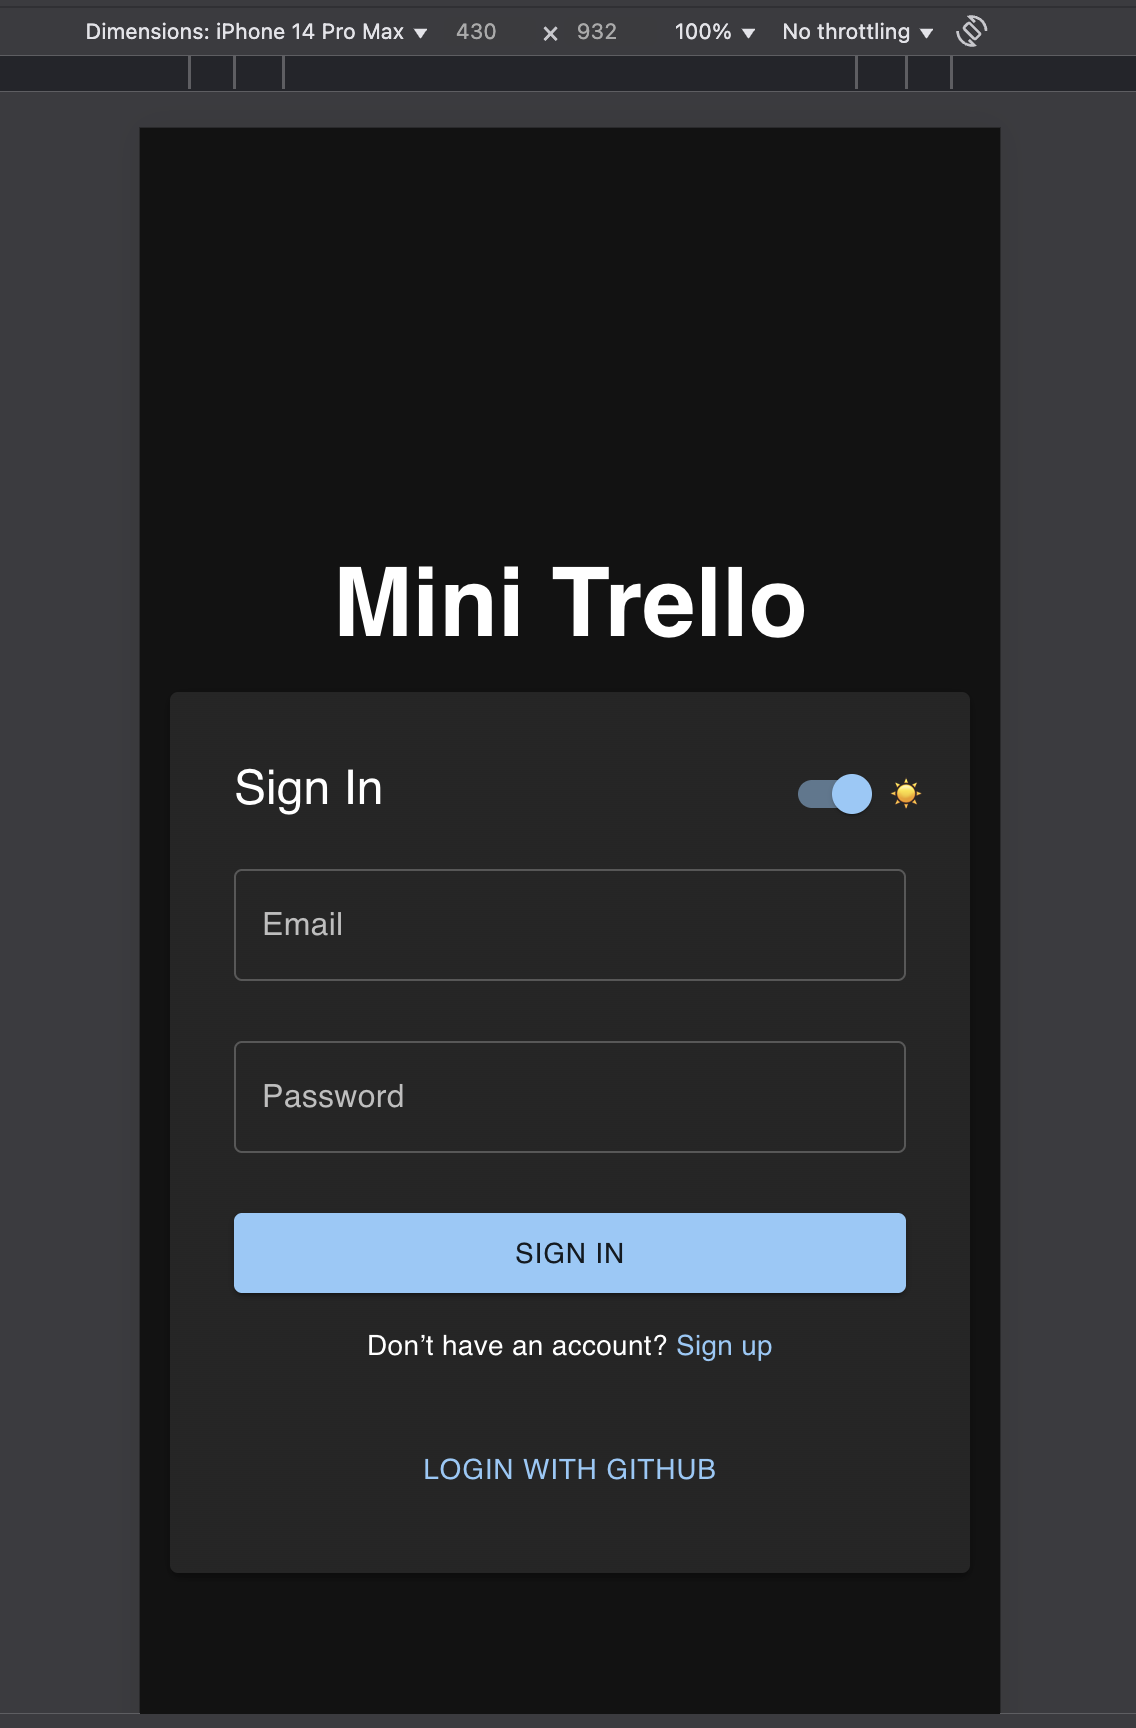 Dimensions: iPhone 14 Pro Max ▼ 430 × 932 100% ▼ No throttling ▼
Mini Trello
Sign In
Email
Password
SIGN IN
Don’t have an account? Sign up
LOGIN WITH GITHUB